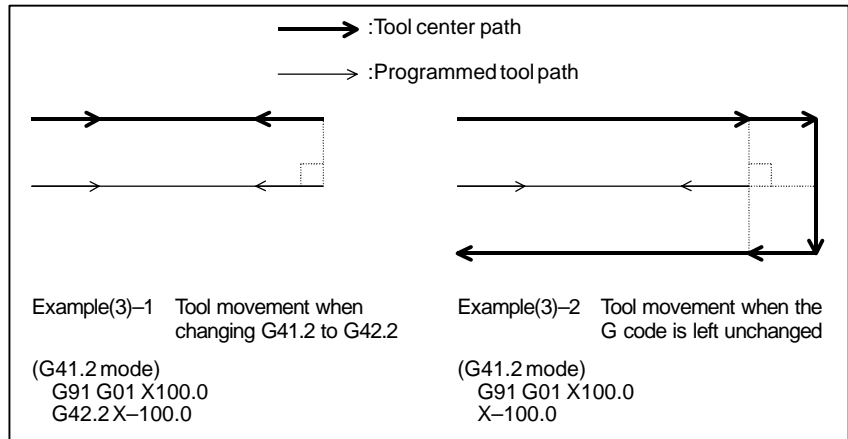 :Tool center path
:Programmed tool path
Example(3)–1 Tool movement when
changing G41.2 to G42.2
(G41.2 mode)
G91 G01 X100.0
G42.2 X–100.0
Example(3)–2 Tool movement when the
G code is left unchanged
(G41.2 mode)
G91 G01 X100.0
X–100.0